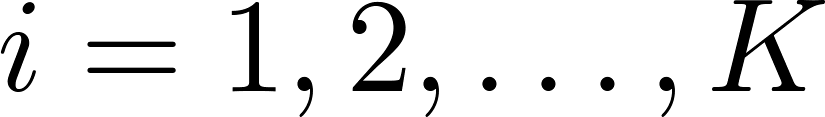 i = 1, 2, . . . , K